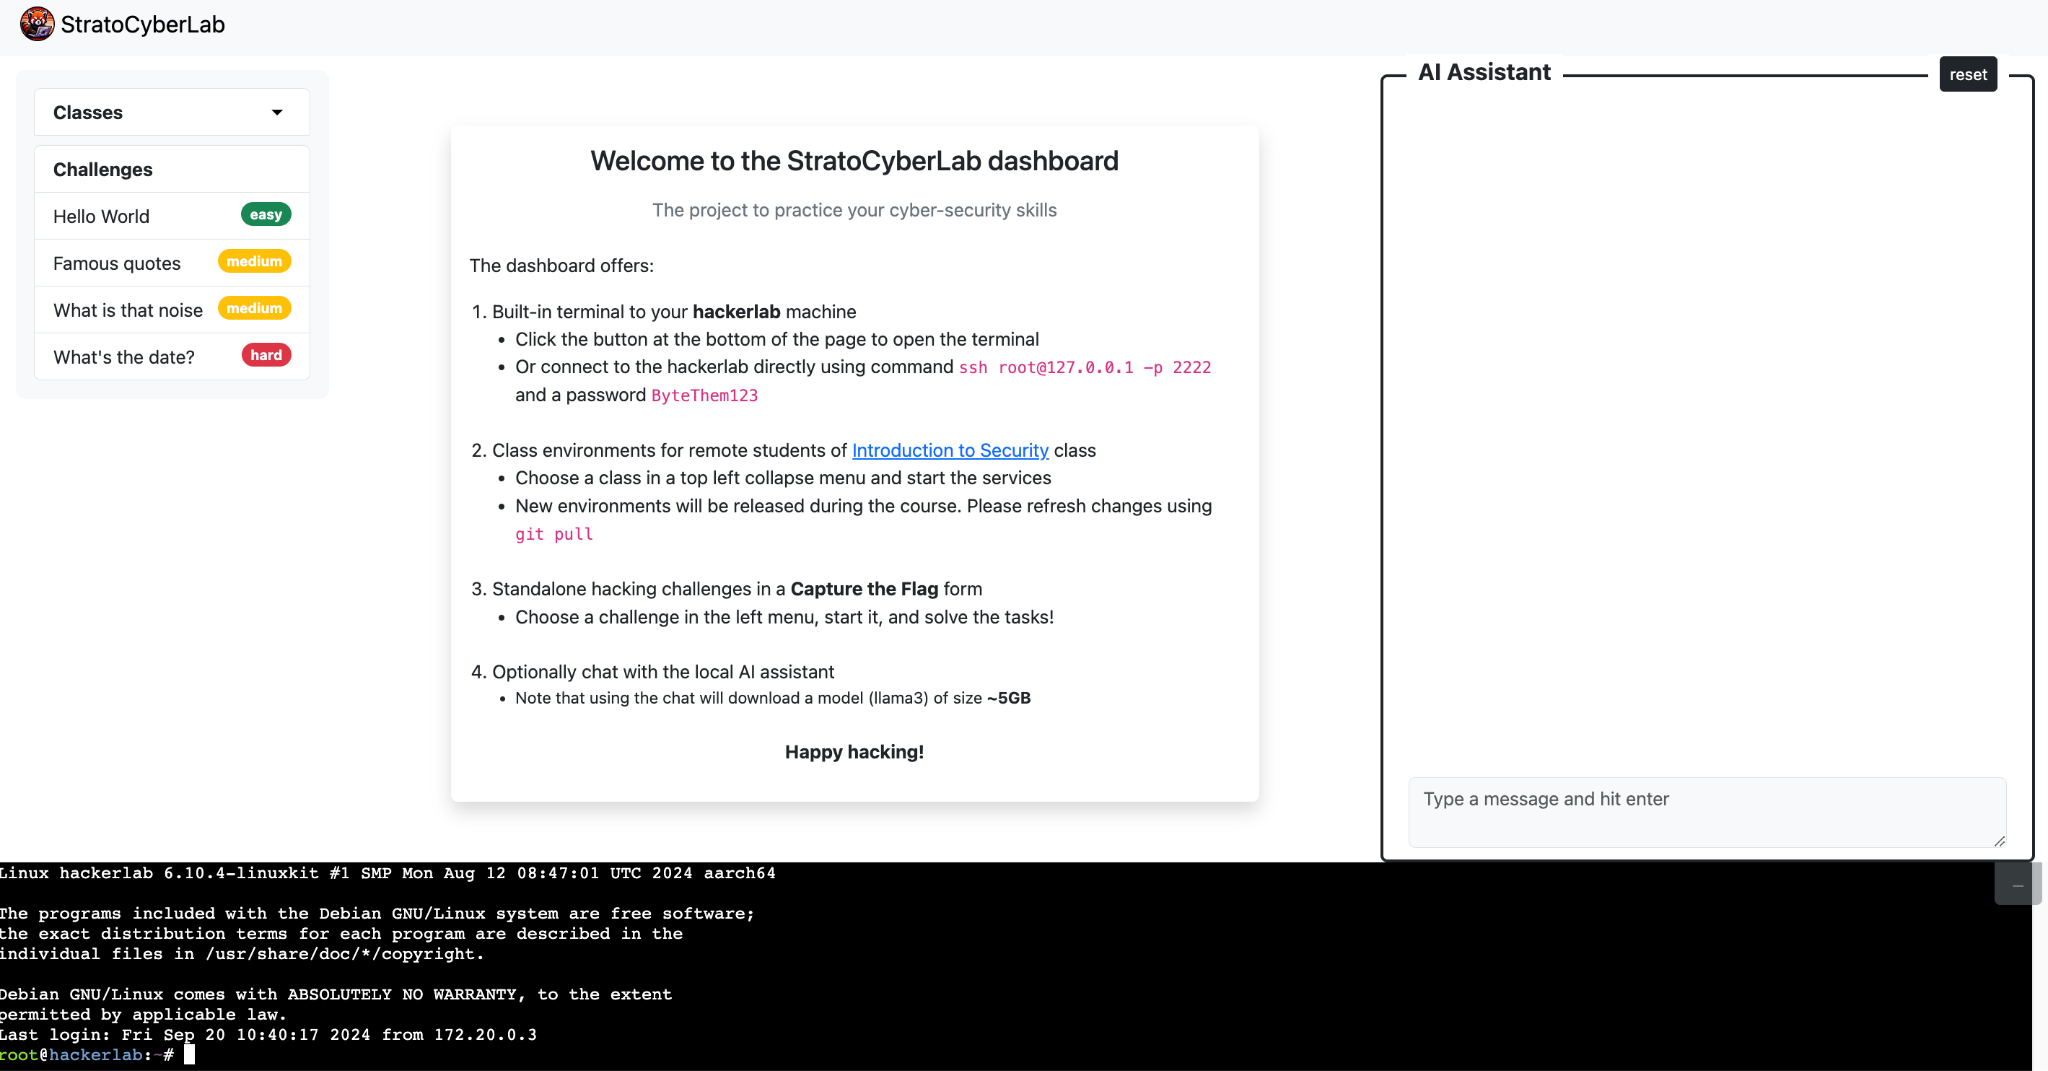 StratoCyberLab
Classes
Challenges
Hello World easy
Famous quotes medium
What is that noise medium
What's the date? hard
Welcome to the StratoCyberLab dashboard
The project to practice your cyber-security skills
The dashboard offers:
1. Built-in terminal to your hackerlab machine
• Click the button at the bottom of the page to open the terminal
• Or connect to the hackerlab directly using command ssh root@127.0.0.1 -p 2222
and a password ByteThem123
2. Class environments for remote students of Introduction to Security class
• Choose a class in a top left collapse menu and start the services
• New environments will be released during the course. Please refresh changes using
git pull
3. Standalone hacking challenges in a Capture the Flag form
• Choose a challenge in the left menu, start it, and solve the tasks!
4. Optionally chat with the local AI assistant
• Note that using the chat will download a model (llama3) of size ~5GB
Happy hacking!
AI Assistant
reset
Type a message and hit enter
Linux hackerlab 6.10.4-linuxkit #1 SMP Mon Aug 12 08:47:01 UTC 2024 aarch64
The programs included with the Debian GNU/Linux system are free software;
the exact distribution terms for each program are described in the
individual files in /usr/share/doc/*/copyright.
Debian GNU/Linux comes with ABSOLUTELY NO WARRANTY, to the extent
permitted by applicable law.
Last login: Fri Sep 20 10:40:17 2024 from 172.20.0.3
root@hackerlab:~#